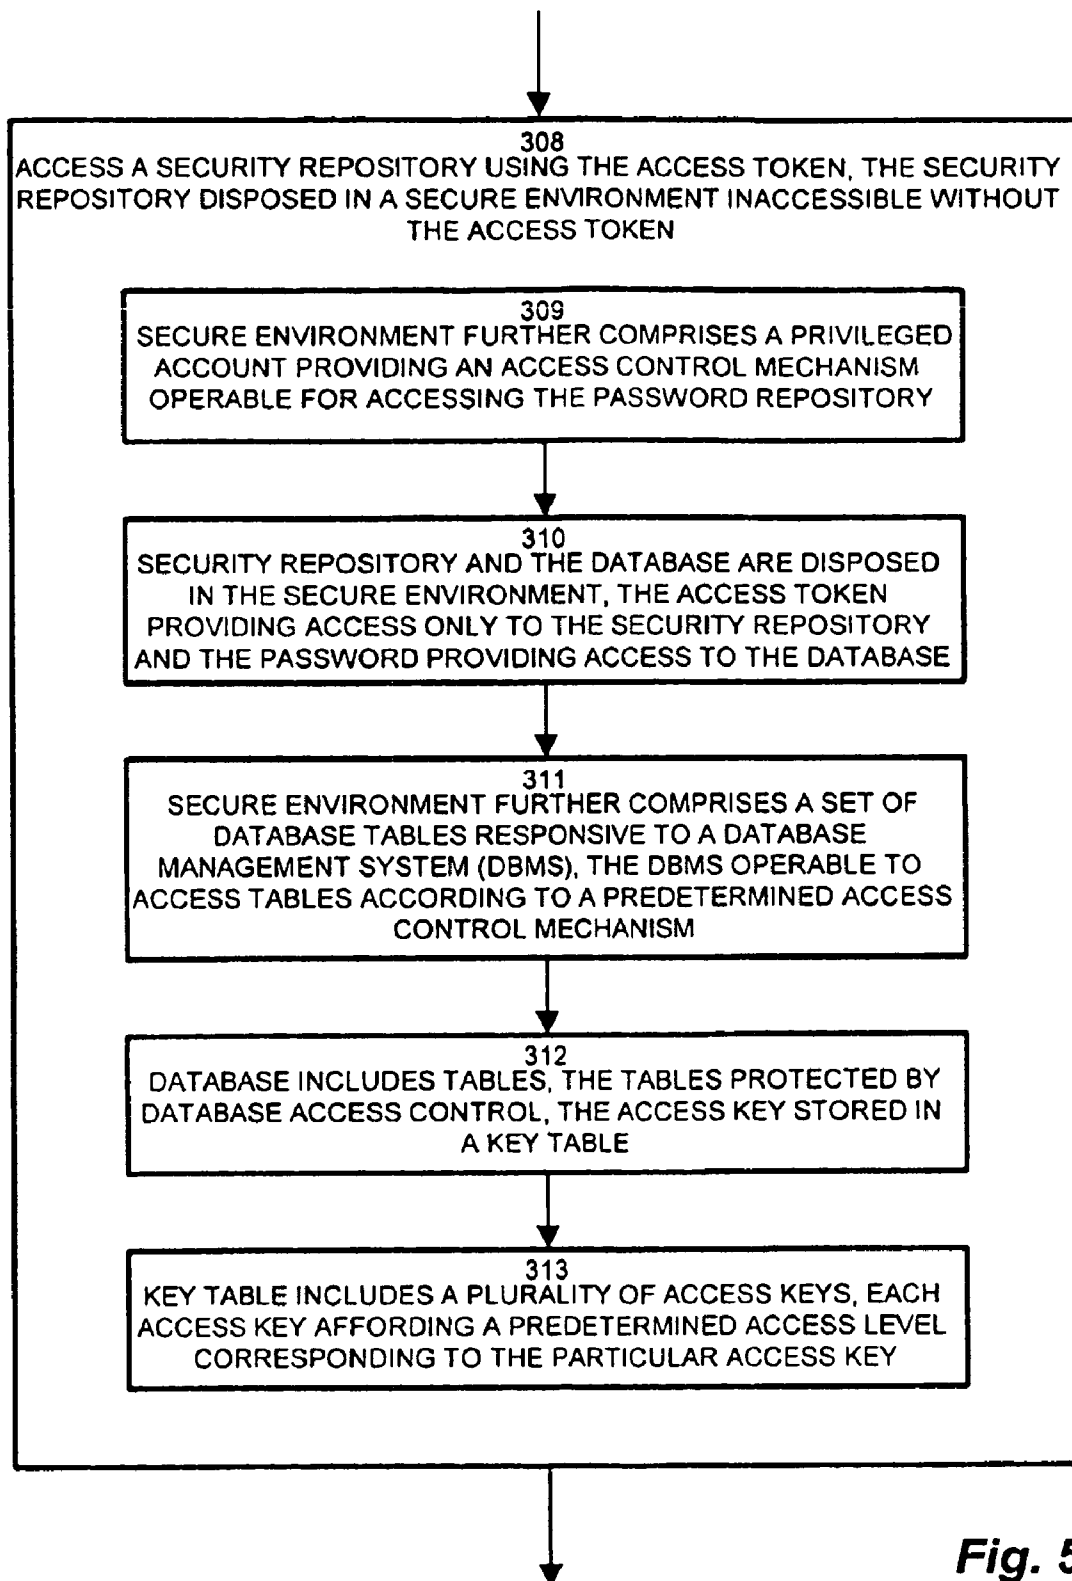 308
ACCESS A SECURITY REPOSITORY USING THE ACCESS TOKEN, THE SECURITY
REPOSITORY DISPOSED IN A SECURE ENVIRONMENT INACCESSIBLE WITHOUT
THE ACCESS TOKEN
309
SECURE ENVIRONMENT FURTHER COMPRISES A PRIVILEGED
ACCOUNT PROVIDING AN ACCESS CONTROL MECHANISM
OPERABLE FOR ACCESSING THE PASSWORD REPOSITORY
310
SECURITY REPOSITORY AND THE DATABASE ARE DISPOSED
IN THE SECURE ENVIRONMENT, THE ACCESS TOKEN
PROVIDING ACCESS ONLY TO THE SECURITY REPOSITORY
AND THE PASSWORD PROVIDING ACCESS TO THE DATABASE
311
SECURE ENVIRONMENT FURTHER COMPRISES A SET OF
DATABASE TABLES RESPONSIVE TO A DATABASE
MANAGEMENT SYSTEM (DBMS), THE DBMS OPERABLE TO
ACCESS TABLES ACCORDING TO A PREDETERMINED ACCESS
CONTROL MECHANISM
312
DATABASE INCLUDES TABLES, THE TABLES PROTECTED BY
DATABASE ACCESS CONTROL, THE ACCESS KEY STORED IN
A KEY TABLE
313
KEY TABLE INCLUDES A PLURALITY OF ACCESS KEYS, EACH
ACCESS KEY AFFORDING A PREDETERMINED ACCESS LEVEL
CORRESPONDING TO THE PARTICULAR ACCESS KEY
Fig. 5